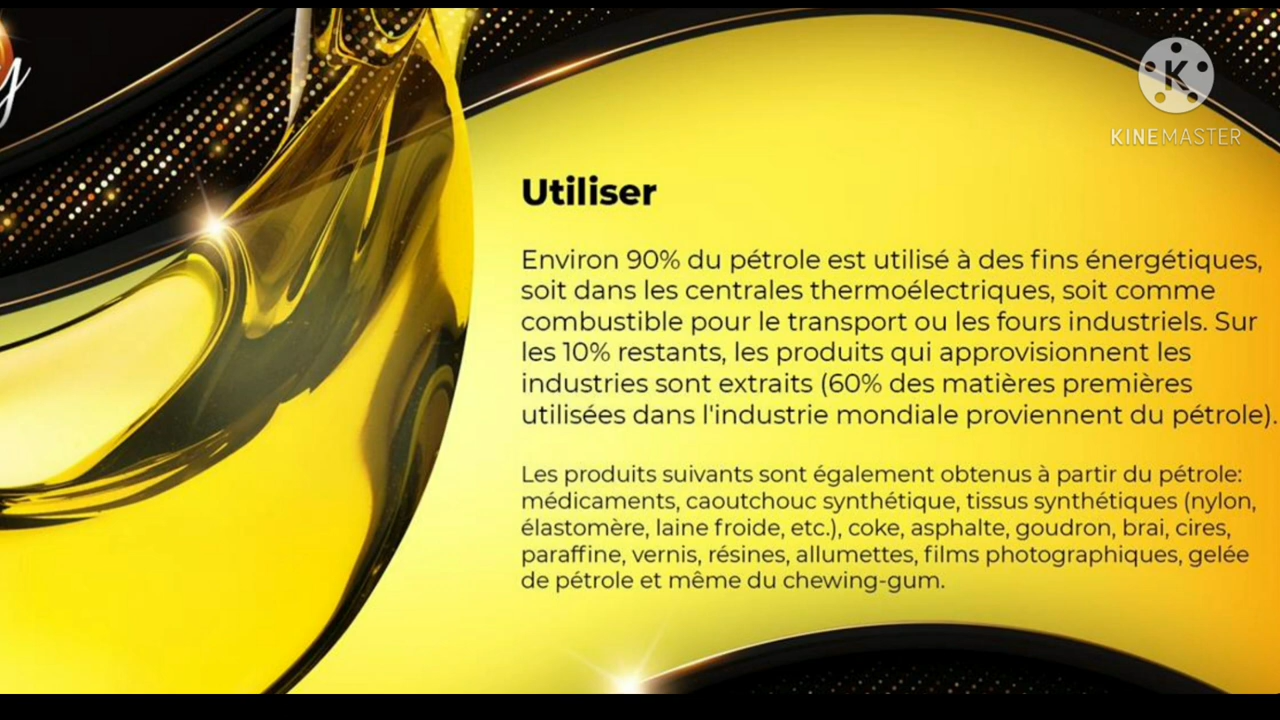 y
K
KINEMASTER
Utiliser
Environ 90% du pétrole est utilisé à des fins énergétiques,
soit dans les centrales thermoélectriques, soit comme
combustible pour le transport ou les fours industriels. Sur
les 10% restants, les produits qui approvisionnent les
industries sont extraits (60% des matières premières
utilisées dans l'industrie mondiale proviennent du pétrole).
Les produits suivants sont également obtenus à partir du pétrole:
médicaments, caoutchouc synthétique, tissus synthétiques (nylon,
élastomère, laine froide, etc.), coke, asphalte, goudron, brai, cires,
paraffine, vernis, résines, allumettes, films photographiques, gelée
de pétrole et même du chewing-gum.